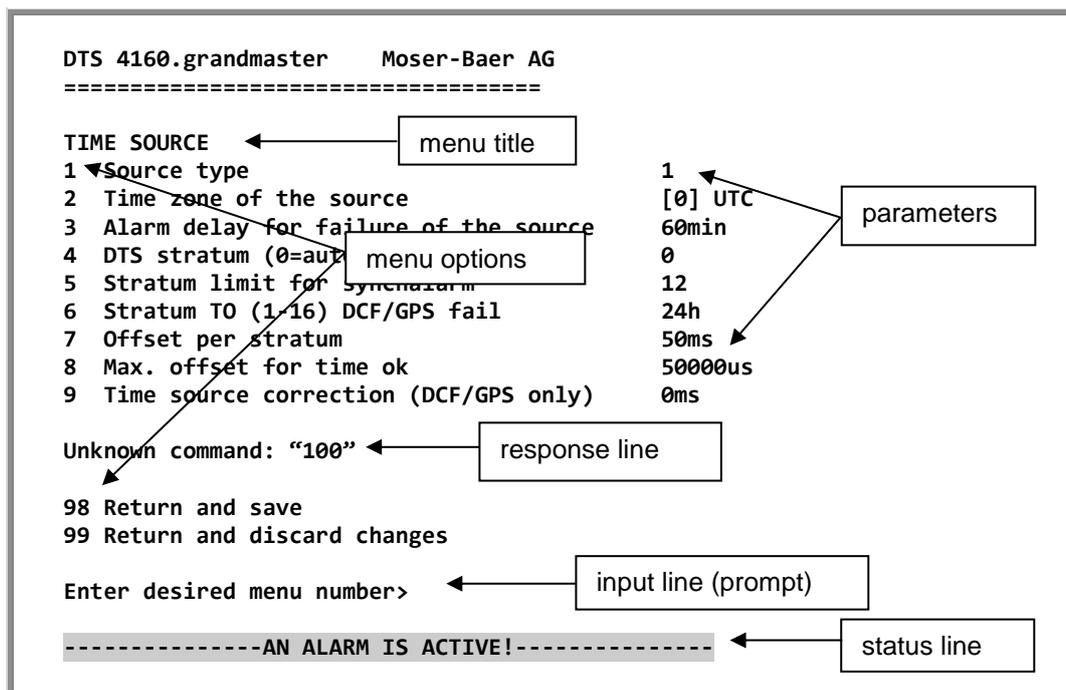 DTS 4160.grandmaster Moser-Baer AG
====================================
TIME SOURCE
menu title
1 Source type 1
2 Time zone of the source [0] UTC
parameters
3 Alarm delay for failure of the source 60min
4 DTS stratum (0=aut 0
menu options
5 Stratum limit for synchalarm 12
6 Stratum TO (1-16) DCF/GPS fail 24h
7 Offset per stratum 50ms
8 Max. offset for time ok 50000us
9 Time source correction (DCF/GPS only) 0ms
Unknown command: “100”
response line
98 Return and save
99 Return and discard changes
Enter desired menu number>
input line (prompt)
---------------AN ALARM IS ACTIVE!---------------
status line